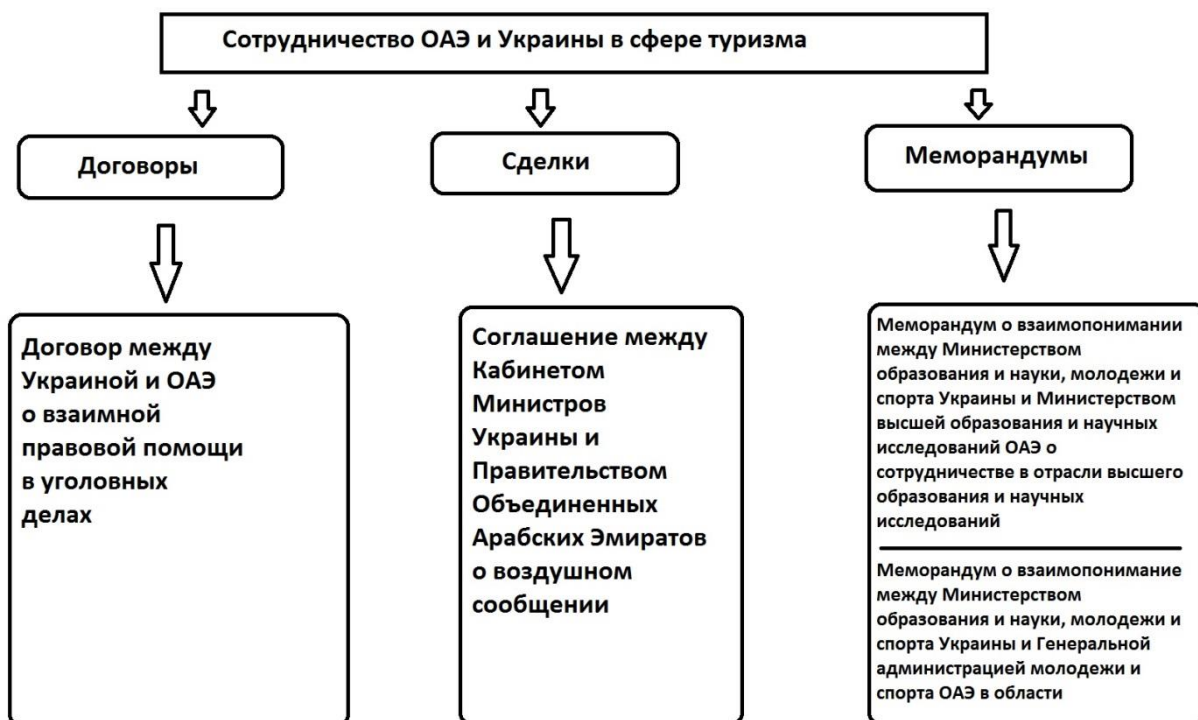 Сотрудничество ОАЭ и Украины в сфере туризма
Договоры
Сделки
Меморандумы
Договор между
Украиной и ОАЭ
о взаимной
правовой помощи
в уголовных
делах
Соглашение между
Кабинетом
Министров
Украины и
Правительством
Объединенных
Арабских Эмиратов
о воздушном
сообщении
Меморандум о взаимопонимании
между Министерством
образования и науки, молодежи и
спорта Украины и Министерством
высшей образования и научных
исследований ОАЭ о
сотрудничестве в отрасли высшего
образования и научных
исследований
Меморандум о взаимопонимание
между Министерством
образования и науки, молодежи и
спорта Украины и Генеральной
администрацией молодежи и
спорта ОАЭ в области